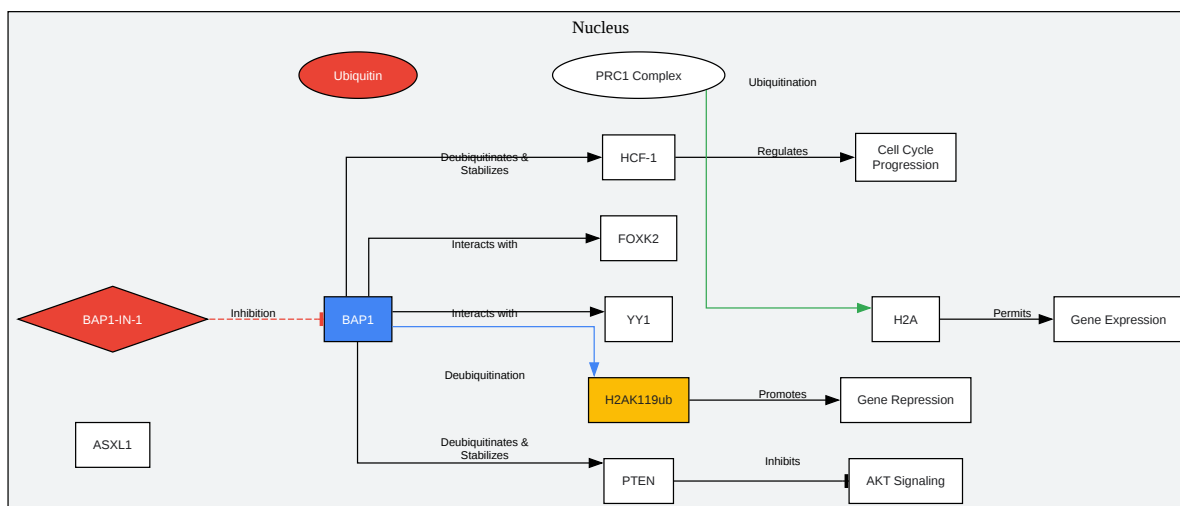 Nucleus
Ubiquitin
PRC1 Complex
Ubiquitination
Deubiquitinates &
Stabilizes
HCF-1
Regulates
Cell Cycle
Progression
Interacts with
FOXK2
BAP1-IN-1
Inhibition
BAP1
Interacts with
YY1
H2A
Permits
Gene Expression
Deubiquitination
H2AK119ub
Promotes
Gene Repression
ASXL1
Deubiquitinates &
Stabilizes
PTEN
Inhibits
AKT Signaling